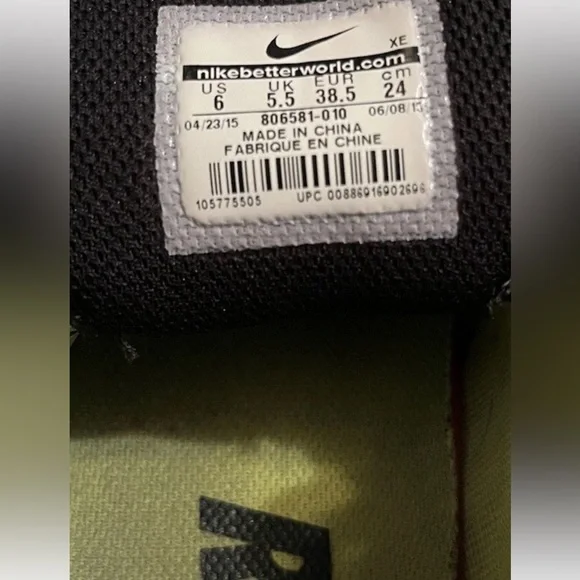 XE
nikebetterworld.com
US UK EUR cm
6 5.5 38.5 24
04/23/15 806581-010 06/08/15
MADE IN CHINA
FABRIQUE EN CHINE
105775505 UPC 00886916902696